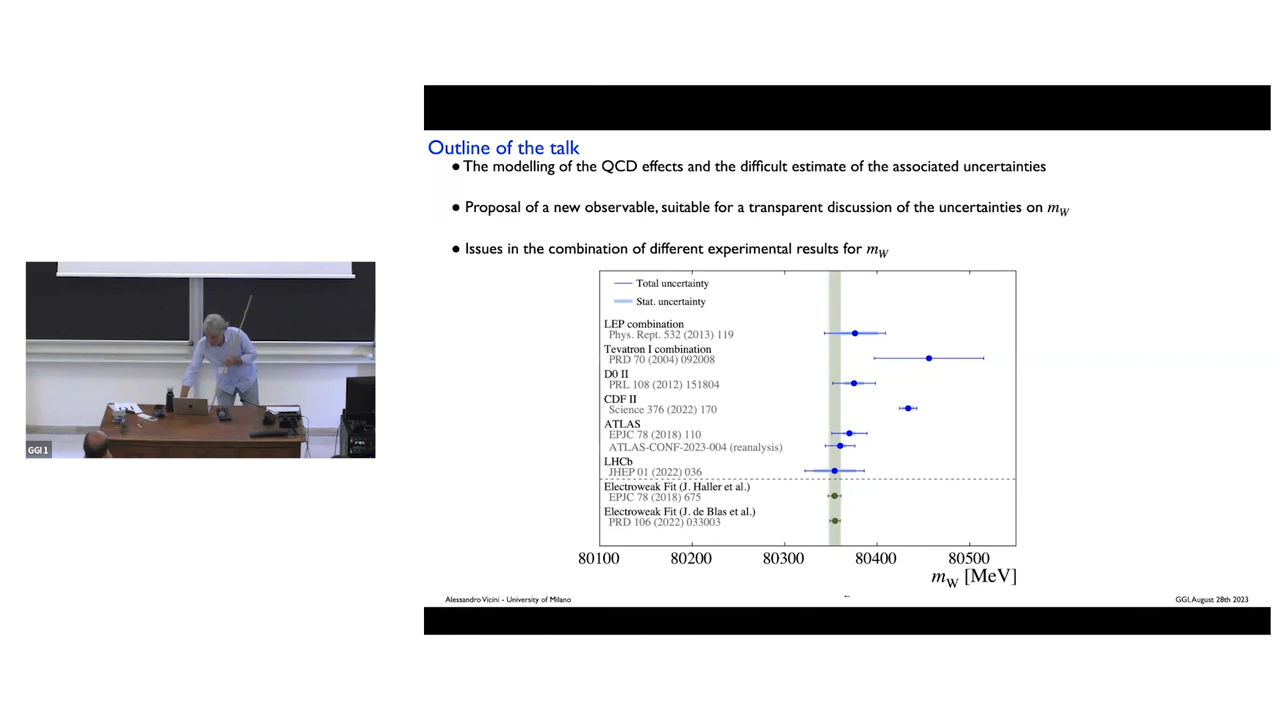 Outline of the talk
• The modelling of the QCD effects and the difficult estimate of the associated uncertainties
• Proposal of a new observable, suitable for a transparent discussion of the uncertainties on mW
• Issues in the combination of different experimental results for mW
Total uncertainty
Stat. uncertainty
LEP combination
Phys. Rept. 532 (2013) 119
Tevatron I combination
PRD 70 (2004) 092008
D0 II
PRL 108 (2012) 151804
CDF II
Science 376 (2022) 170
ATLAS
EPJC 78 (2018) 110
ATLAS-CONF-2023-004 (reanalysis)
LHCb
JHEP 01 (2022) 036
Electroweak Fit (J. Haller et al.)
EPJC 78 (2018) 675
Electroweak Fit (J. de Blas et al.)
PRD 106 (2022) 033003
80100 80200 80300 80400 80500
mW [MeV]
Alessandro Vicini - University of Milano
GGI, August 28th 2023
GGI 1